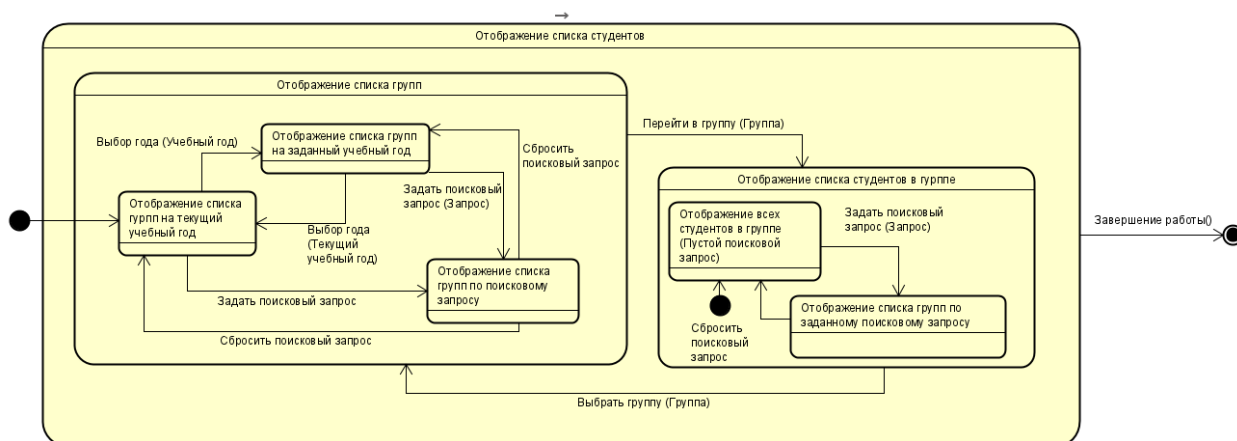 Отображение списка студентов
Отображение списка групп
Выбор года (Учебный год)
Отображение списка групп
на заданный учебный год
Сбросить
поисковый запрос
Задать поисковый
запрос (Запрос)
Отображение списка
гурпп на текущий
учебный год
Выбор года
(Текущий
учебный год)
Отображение списка
групп по поисковому
запросу
Задать поисковый запрос
Сбросить поисковый запрос
Перейти в группу (Группа)
Отображение списка студентов в гурппе
Отображение всех
студентов в группе
(Пустой поисковой
запрос)
Задать поисковый
запрос (Запрос)
Отображение списка групп по
заданному поисковому запросу
Сбросить
поисковый
запрос
Выбрать группу (Группа)
Завершение работы()